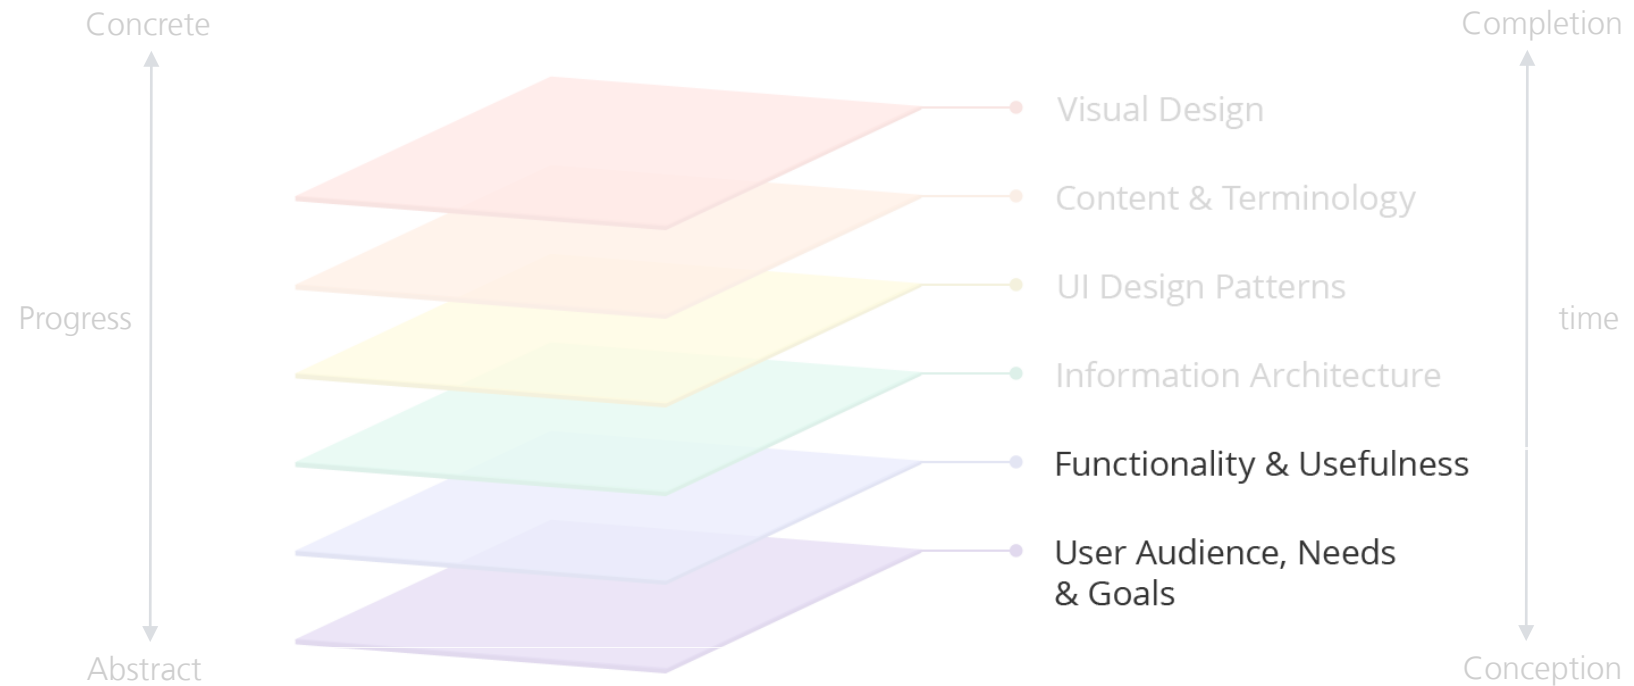 Concrete
Completion
Visual Design
Content & Terminology
UI Design Patterns
Progress
time
Information Architecture
Functionality & Usefulness
User Audience, Needs
& Goals
Abstract
Conception